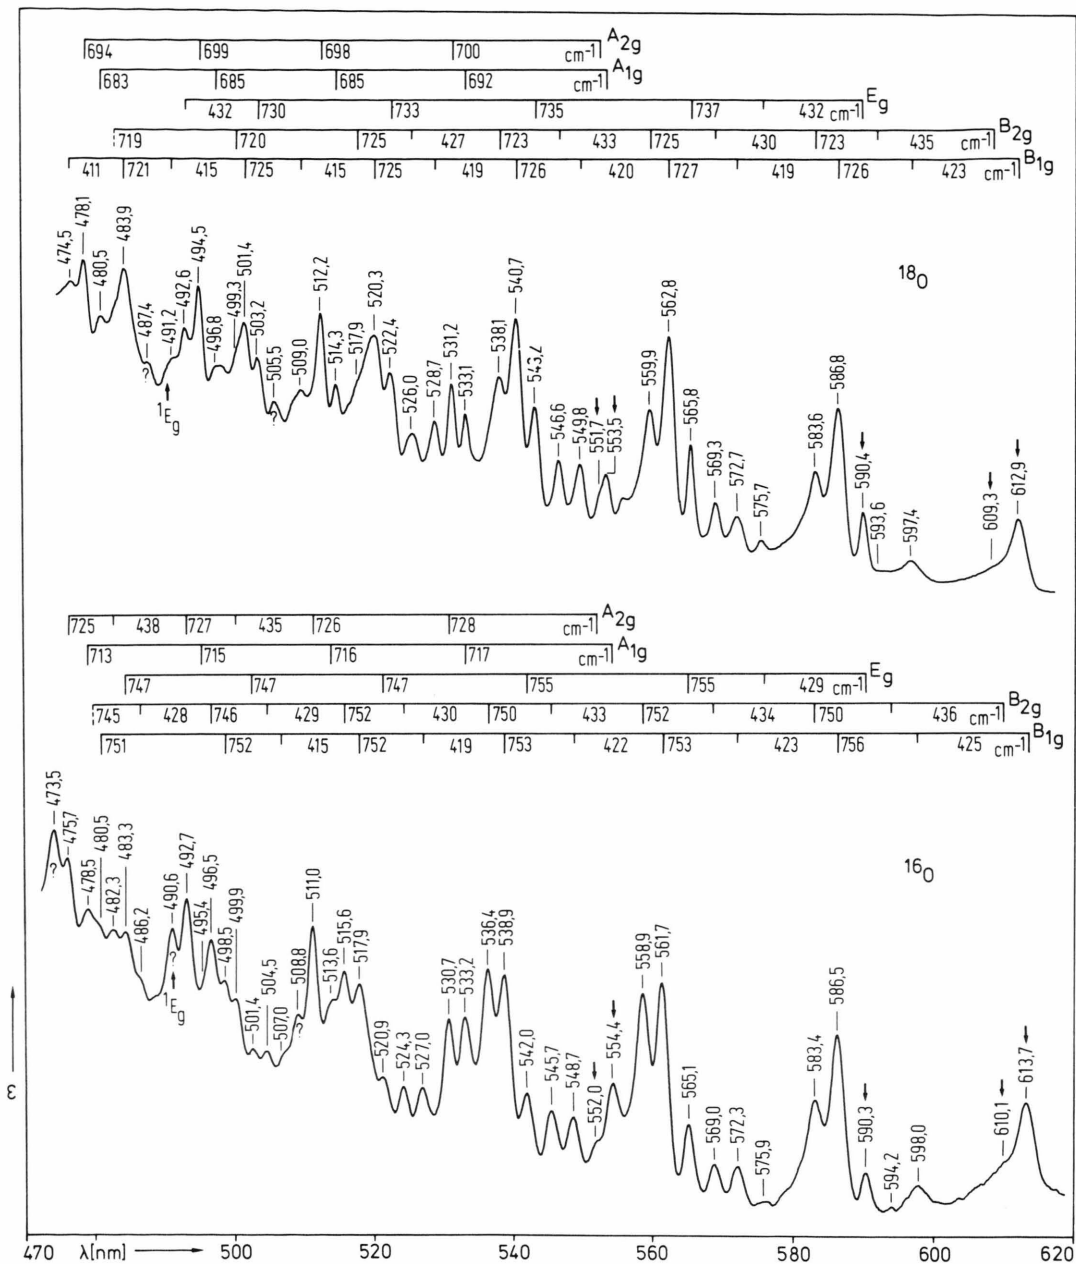 694 699 698 700 cm⁻¹ A2g
683 685 685 692 cm⁻¹ A1g
432 730 733 735 737 432 cm⁻¹ Eg
719 720 725 427 723 433 725 430 723 435 cm⁻¹ B2g
411 721 415 725 415 725 419 726 420 727 419 726 423 cm⁻¹ B1g
474,5 478,1 480,5 483,9 487,4 491,2 492,6 494,5 496,8 499,3 501,4 503,2 505,5 509,0 512,2 514,3 517,9 520,3 522,4 526,0 528,7 531,2 533,1 538,1 540,7 543,4 546,6 549,8 551,7 553,5 559,9 562,8 565,8 569,3 572,7 575,7 583,6 586,8 590,4 593,6 597,4 609,3 612,9
¹⁸O
? ?
¹Eg
725 438 727 435 726 728 cm⁻¹ A2g
713 715 716 717 cm⁻¹ A1g
747 747 747 755 755 429 cm⁻¹ Eg
745 428 746 429 752 430 750 433 752 434 750 436 cm⁻¹ B2g
751 752 415 752 419 753 422 753 423 756 425 cm⁻¹ B1g
473,5 475,7 478,5 480,5 482,3 483,3 486,2 490,6 492,7 495,4 496,5 498,5 499,9 501,4 504,5 507,0 508,8 511,0 513,6 515,6 517,9 520,9 524,3 527,0 530,7 533,2 536,4 538,9 542,0 545,7 548,7 552,0 554,4 558,9 561,7 565,1 569,0 572,3 575,9 583,4 586,5 590,3 594,2 598,0 610,1 613,7
¹⁶O
? ? ?
¹Eg
ε
470 λ[nm] 500 520 540 560 580 600 620